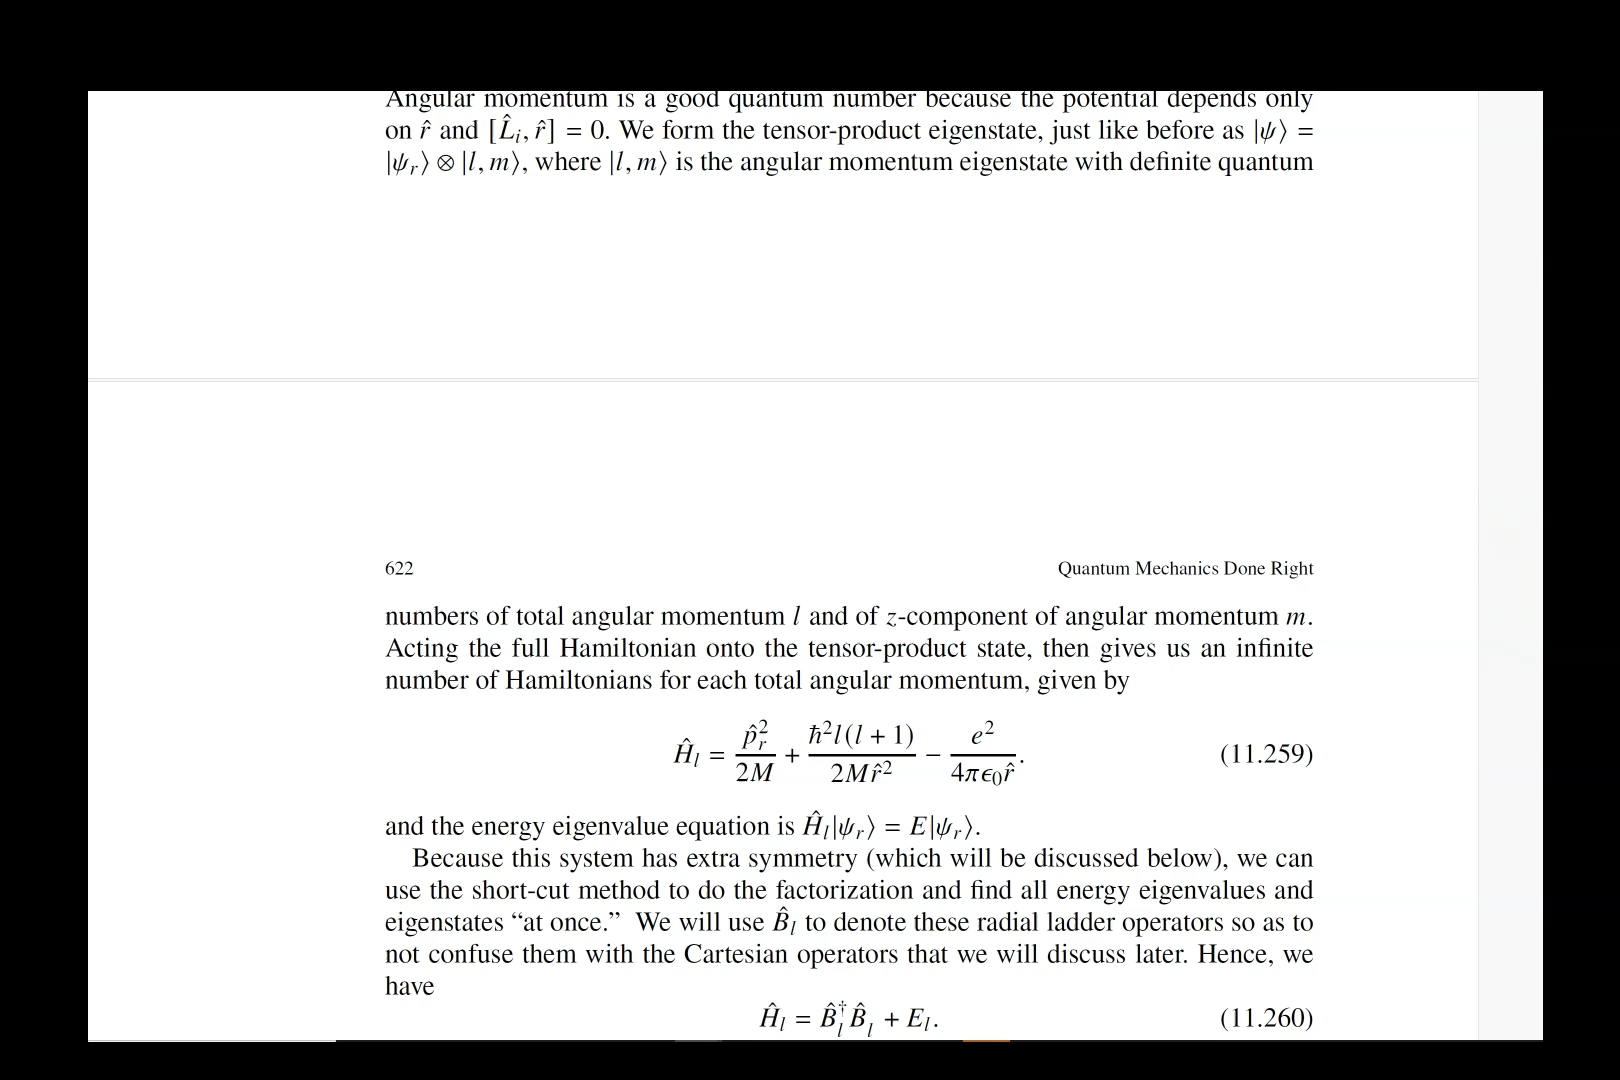 Angular momentum is a good quantum number because the potential depends only
on r̂ and [L̂ᵢ, r̂] = 0. We form the tensor-product eigenstate, just like before as |ψ⟩ =
|ψᵣ⟩ ⊗ |l, m⟩, where |l, m⟩ is the angular momentum eigenstate with definite quantum
622 Quantum Mechanics Done Right
numbers of total angular momentum l and of z-component of angular momentum m.
Acting the full Hamiltonian onto the tensor-product state, then gives us an infinite
number of Hamiltonians for each total angular momentum, given by
Ĥₗ = p̂ᵣ²/2M + ħ²l(l + 1)/2Mr̂² − e²/4πϵ₀r̂. (11.259)
and the energy eigenvalue equation is Ĥₗ|ψᵣ⟩ = E|ψᵣ⟩.
Because this system has extra symmetry (which will be discussed below), we can
use the short-cut method to do the factorization and find all energy eigenvalues and
eigenstates “at once.” We will use B̂ₗ to denote these radial ladder operators so as to
not confuse them with the Cartesian operators that we will discuss later. Hence, we
have
Ĥₗ = B̂ₗ†B̂ₗ + Eₗ. (11.260)